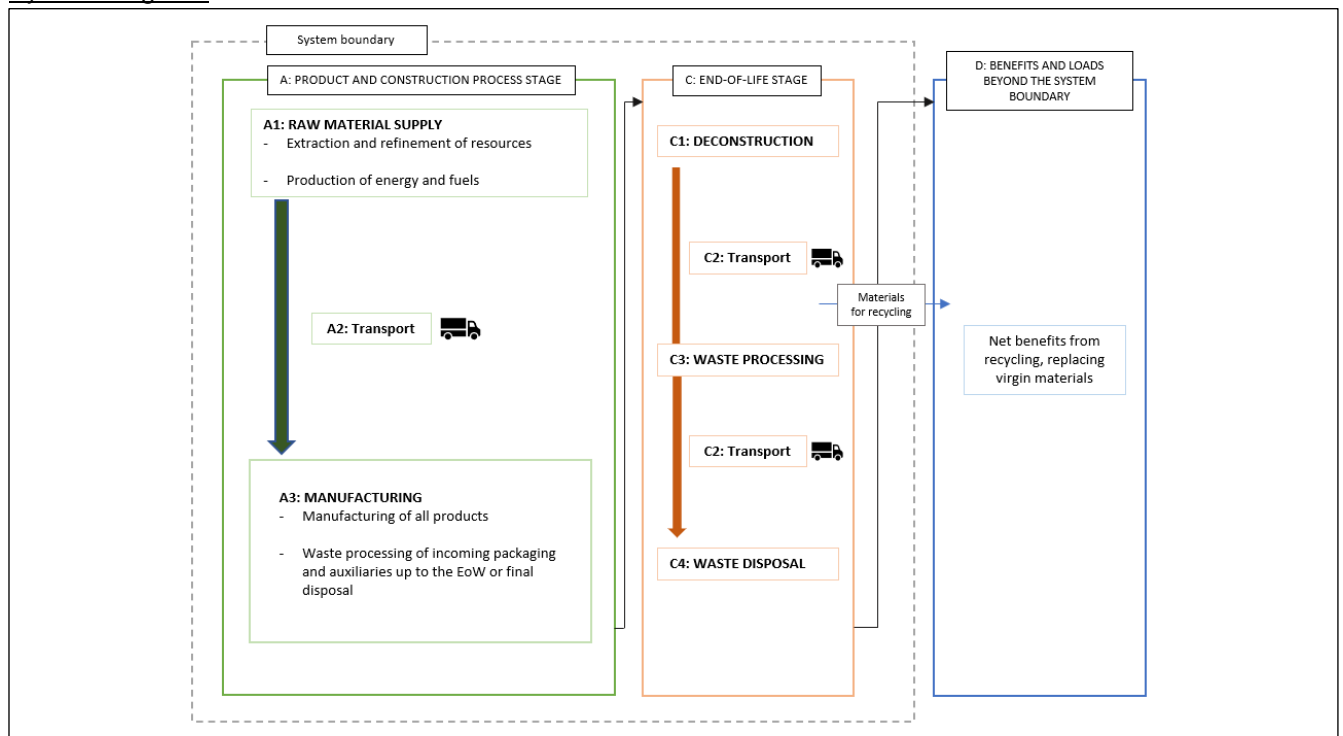 System boundary
A: PRODUCT AND CONSTRUCTION PROCESS STAGE
A1: RAW MATERIAL SUPPLY
- Extraction and refinement of resources
- Production of energy and fuels
A2: Transport
A3: MANUFACTURING
- Manufacturing of all products
- Waste processing of incoming packaging
and auxiliaries up to the EoW or final
disposal
C: END-OF-LIFE STAGE
C1: DECONSTRUCTION
C2: Transport
C3: WASTE PROCESSING
C2: Transport
C4: WASTE DISPOSAL
Materials
for recycling
D: BENEFITS AND LOADS
BEYOND THE SYSTEM
BOUNDARY
Net benefits from
recycling, replacing
virgin materials